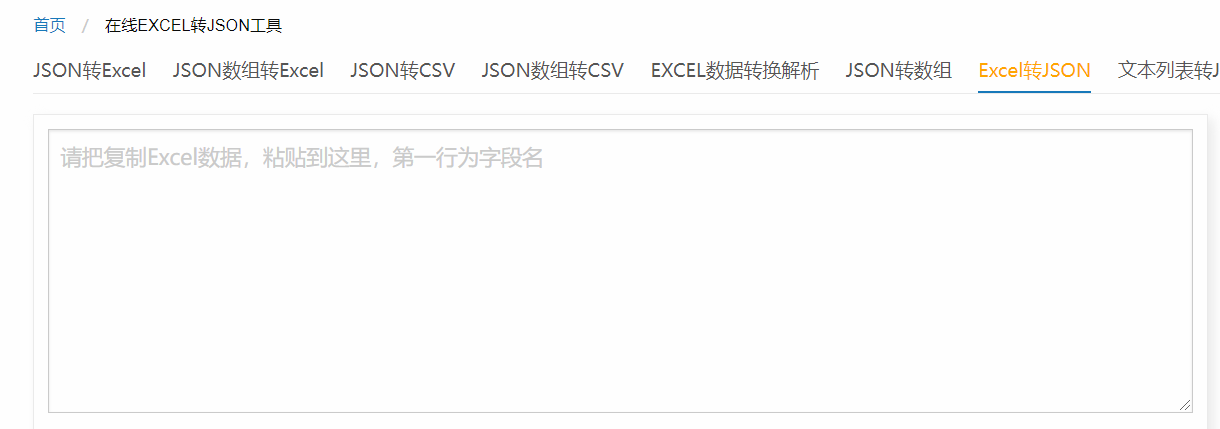 首页 / 在线EXCEL转JSON工具
JSON转Excel JSON数组转Excel JSON转CSV JSON数组转CSV EXCEL数据转换解析 JSON转数组 Excel转JSON 文本列表转J
请把复制Excel数据，粘贴到这里，第一行为字段名